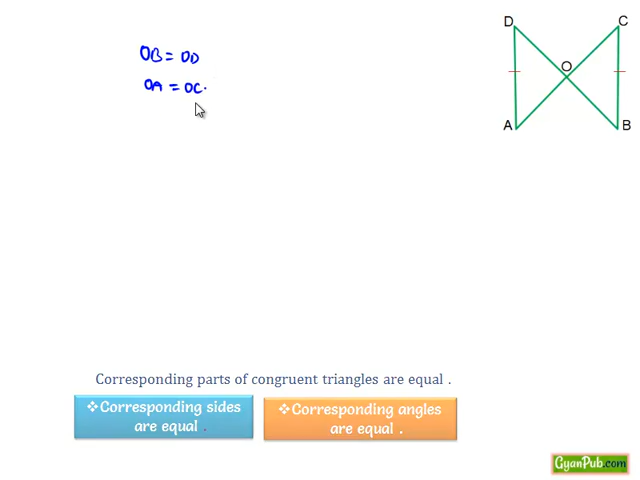 D C
OB = OD
OA = OC.
O
A B
Corresponding parts of congruent triangles are equal .
❖Corresponding sides
are equal .
❖Corresponding angles
are equal .
GyanPub.com